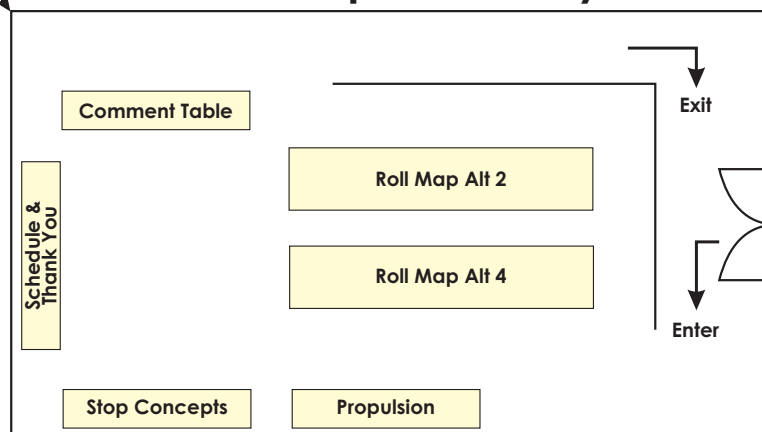 Comment Table
Exit
Roll Map Alt 2
Schedule &
Thank You
Roll Map Alt 4
Enter
Stop Concepts
Propulsion